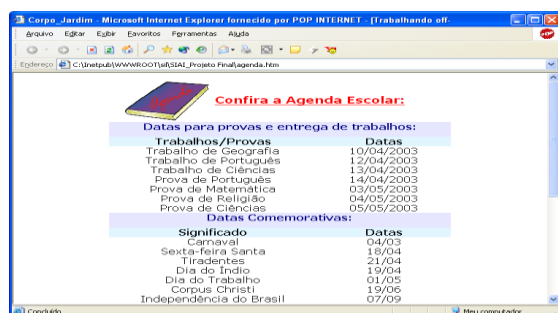 Corpo_Jardim - Microsoft Internet Explorer fornecido por POP INTERNET - [Trabalhando off-
Arquivo Editar Exibir Favoritos Ferramentas Ajuda
Endereço C:\Inetpub\WWWROOT\sif\SIAI_Projeto Final\agenda.htm
Agenda
Confira a Agenda Escolar:
Datas para provas e entrega de trabalhos:
Trabalhos/Provas Datas
Trabalho de Geografia 10/04/2003
Trabalho de Português 12/04/2003
Trabalho de Ciências 13/04/2003
Prova de Português 14/04/2003
Prova de Matemática 03/05/2003
Prova de Religião 04/05/2003
Prova de Ciências 05/05/2003
Datas Comemorativas:
Significado Datas
Carnaval 04/03
Sexta-feira Santa 18/04
Tiradentes 21/04
Dia do Índio 19/04
Dia do Trabalho 01/05
Corpus Christi 19/06
Independência do Brasil 07/09
Concluído Meu computador